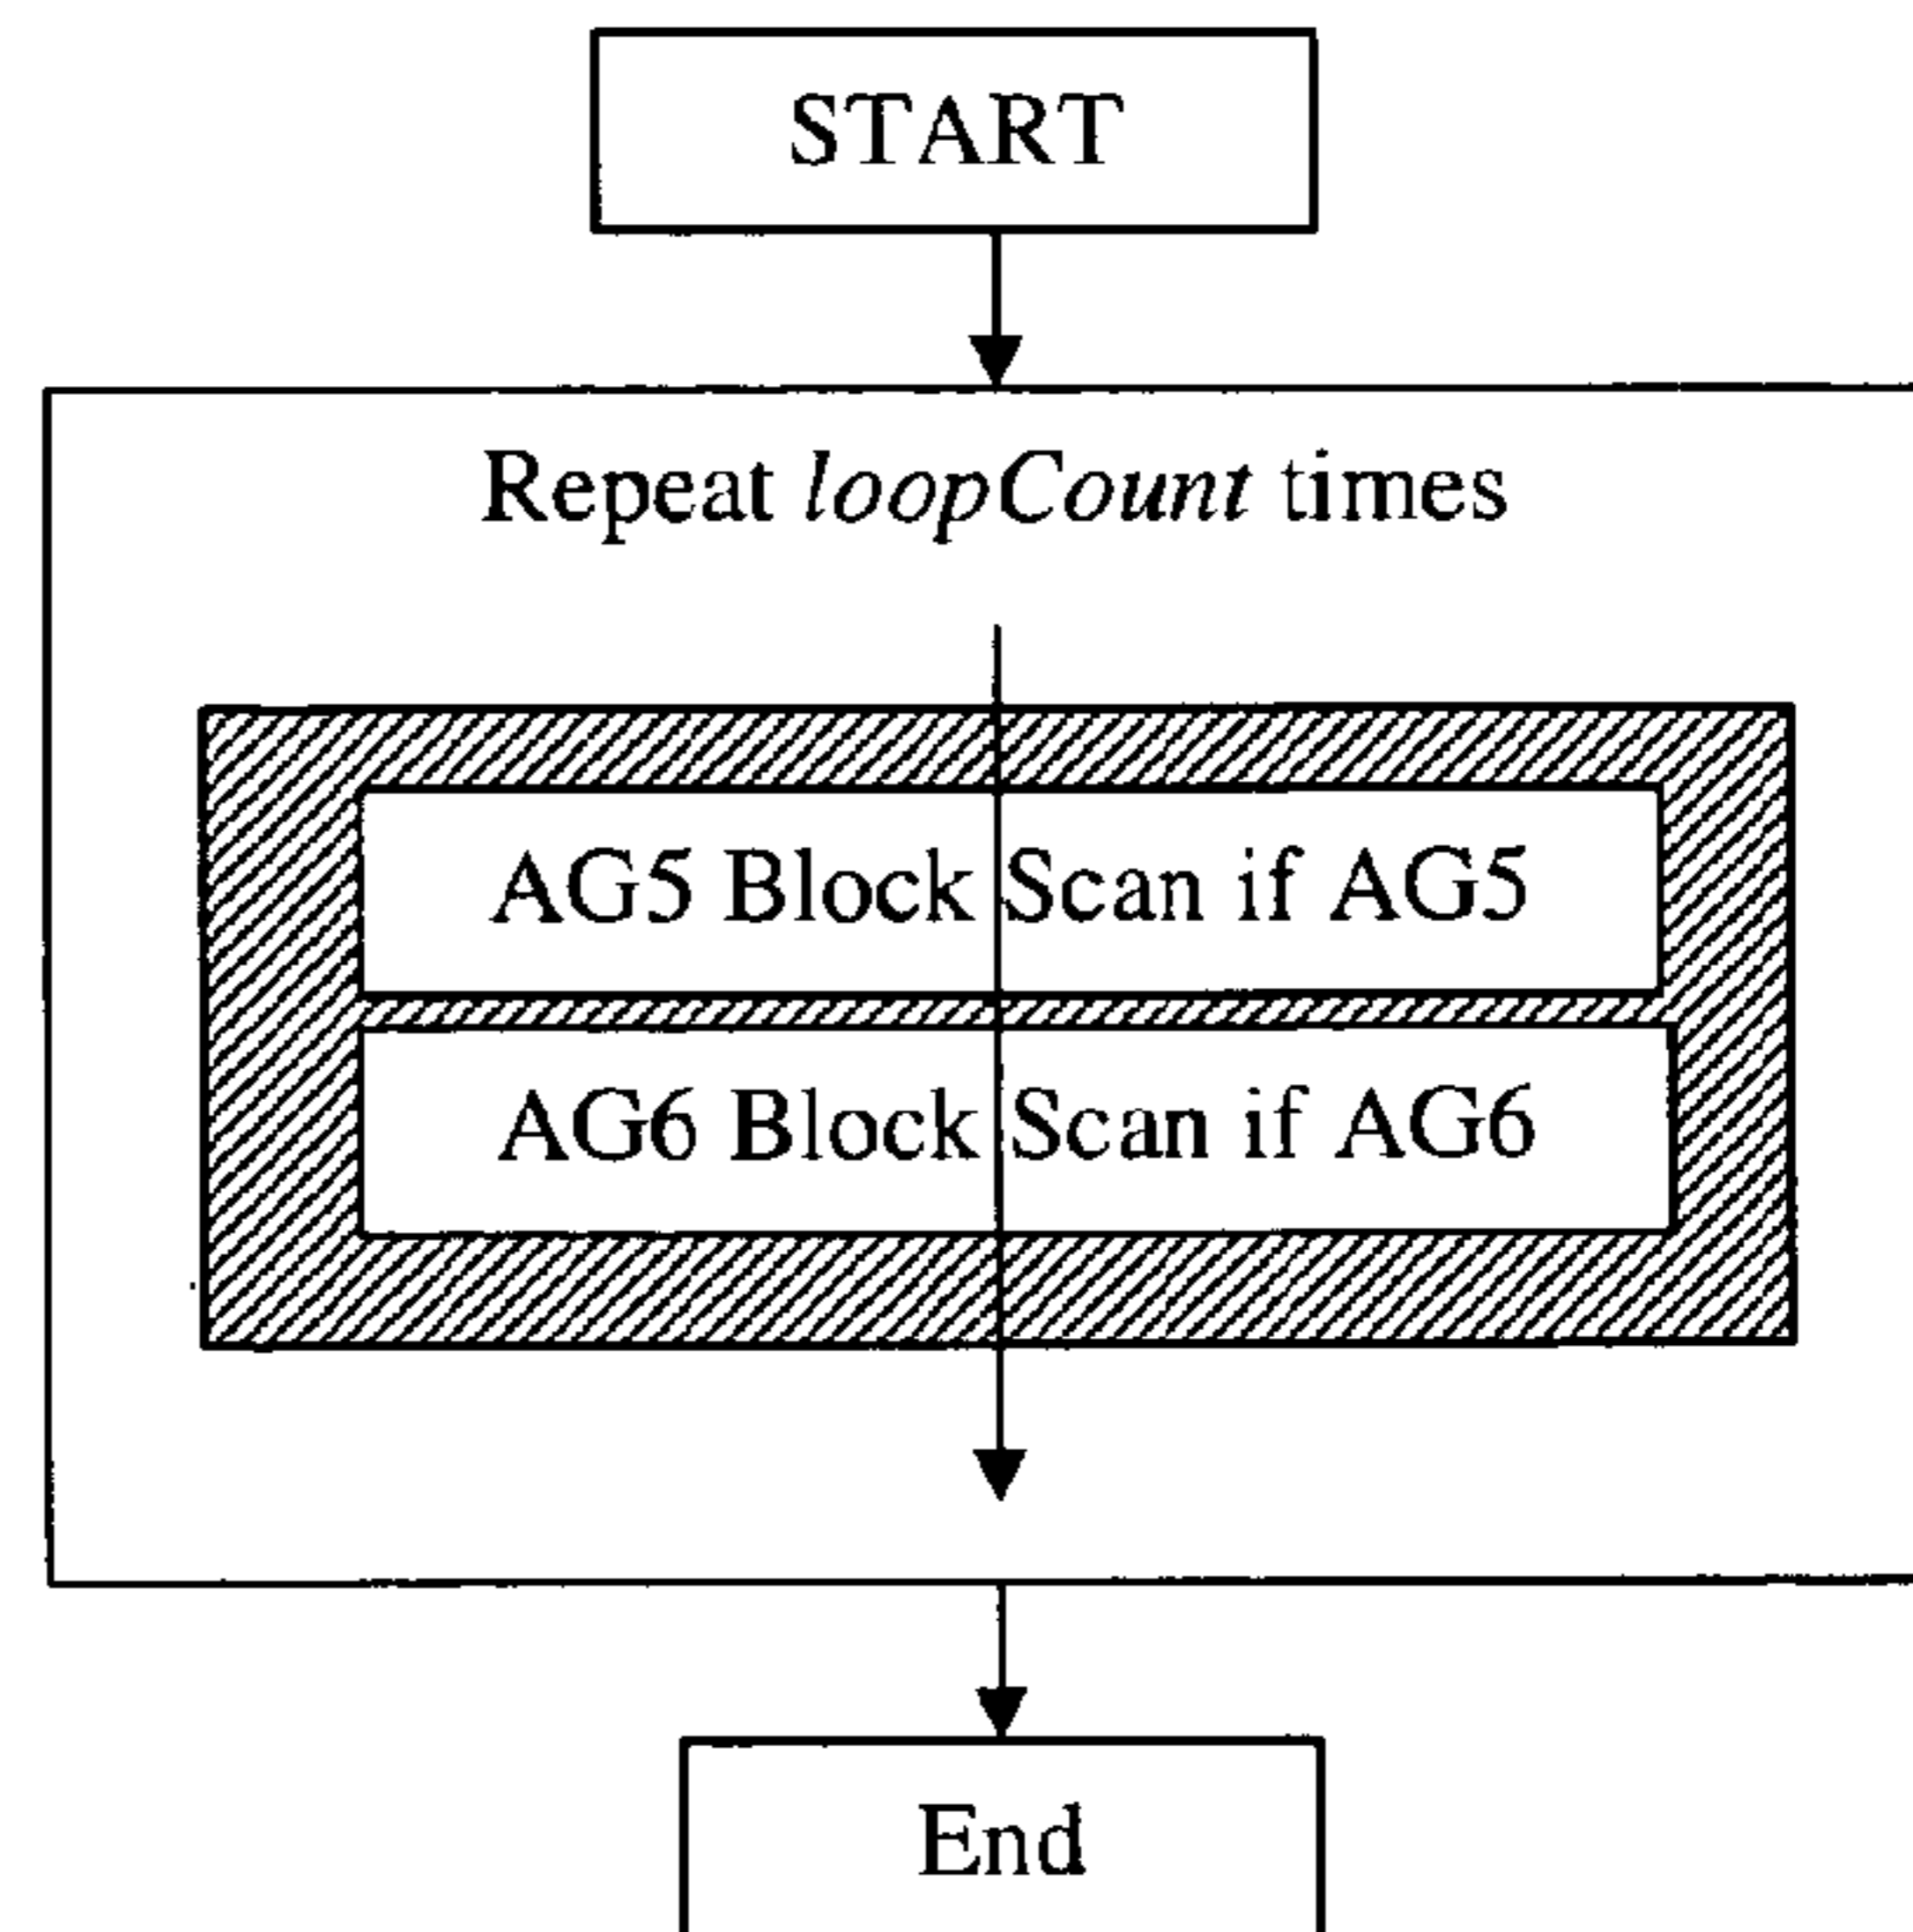 START
Repeat loopCount times
AG5 Block Scan if AG5
AG6 Block Scan if AG6
End